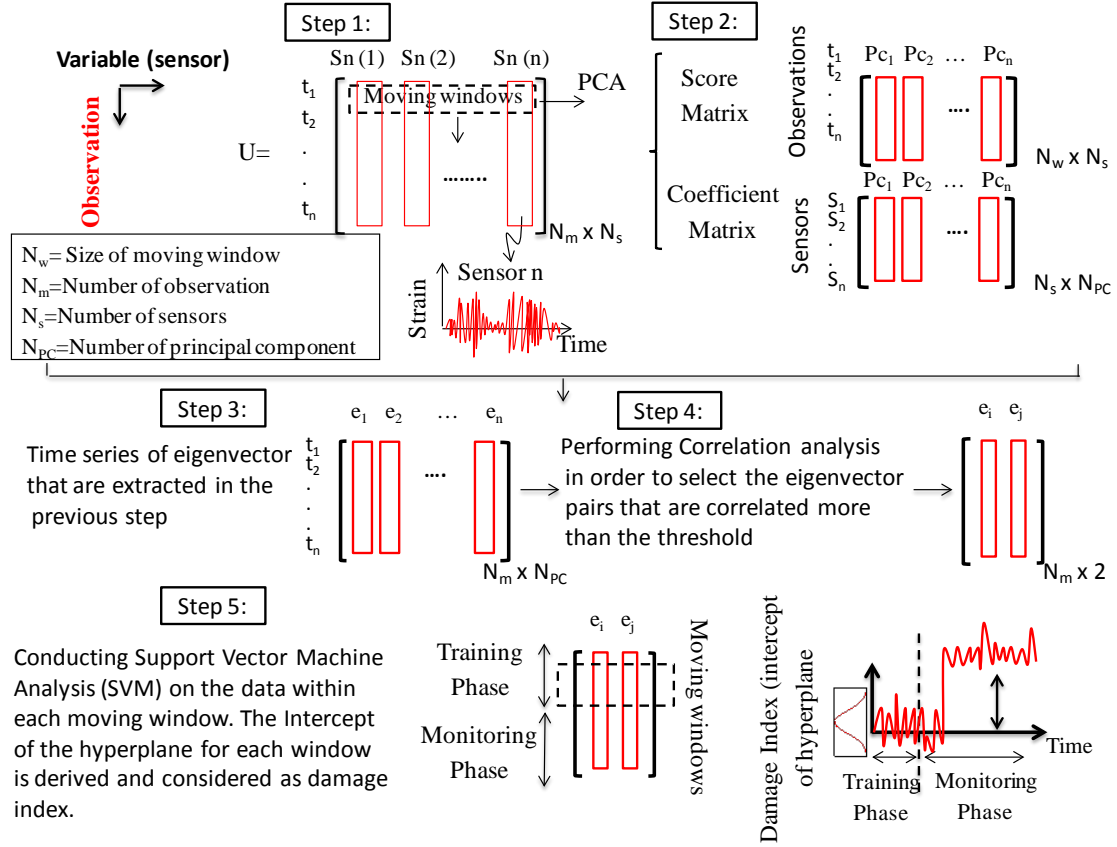 Step 1:
Step 2:
Variable (sensor)
Observation
Sn (1) Sn (2) Sn (n)
t1
t2
.
.
tn
U=
Moving windows
........
PCA
Nm x Ns
Sensor n
Strain
Time
Score
Matrix
Coefficient
Matrix
Observations
t1
t2
.
.
tn
Pc1 Pc2 ... Pcn
....
Nw x Ns
Sensors
Pc1 Pc2 ... Pcn
S1
S2
.
.
Sn
....
Ns x NPC
Nw= Size of moving window
Nm=Number of observation
Ns=Number of sensors
NPC=Number of principal component
Step 3:
Time series of eigenvector
that are extracted in the
previous step
e1 e2 ... en
t1
t2
.
.
.
tn
....
Nm x NPC
Step 4:
Performing Correlation analysis
in order to select the eigenvector
pairs that are correlated more
than the threshold
ei ej
Nm x 2
Step 5:
Conducting Support Vector Machine
Analysis (SVM) on the data within
each moving window. The Intercept
of the hyperplane for each window
is derived and considered as damage
index.
Training
Phase
Monitoring
Phase
ei ej
Moving windows
Damage Index (intercept
of hyperplane
Time
Training
Phase
Monitoring
Phase